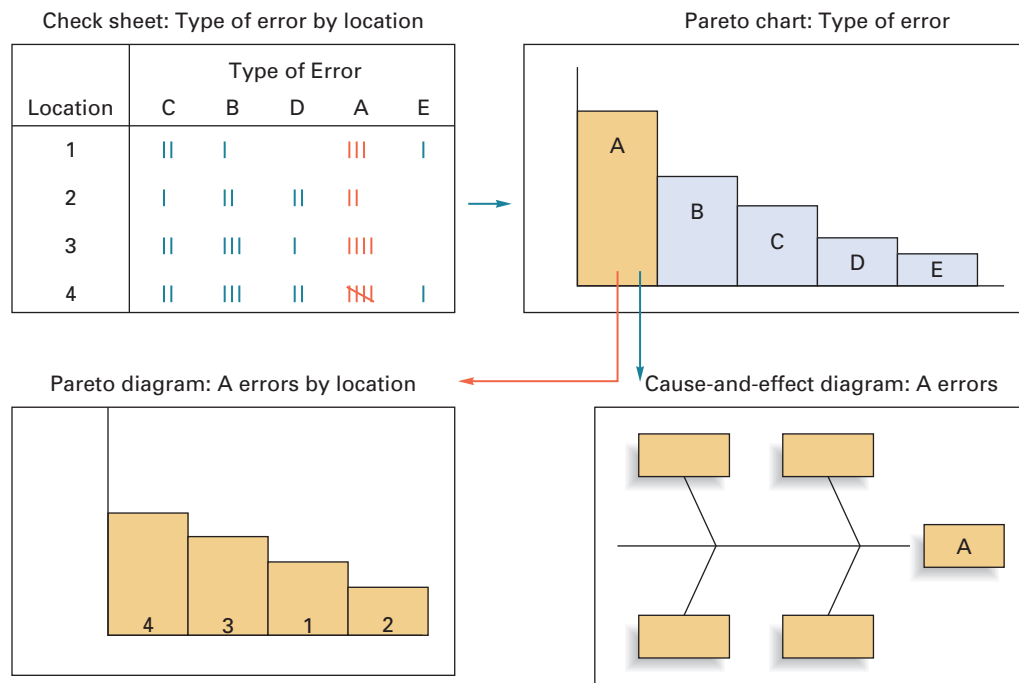 Check sheet: Type of error by location
Type of Error
Location C B D A E
1
2
3
4
Pareto chart: Type of error
A
B
C
D
E
Pareto diagram: A errors by location
4 3 1 2
Cause-and-effect diagram: A errors
A